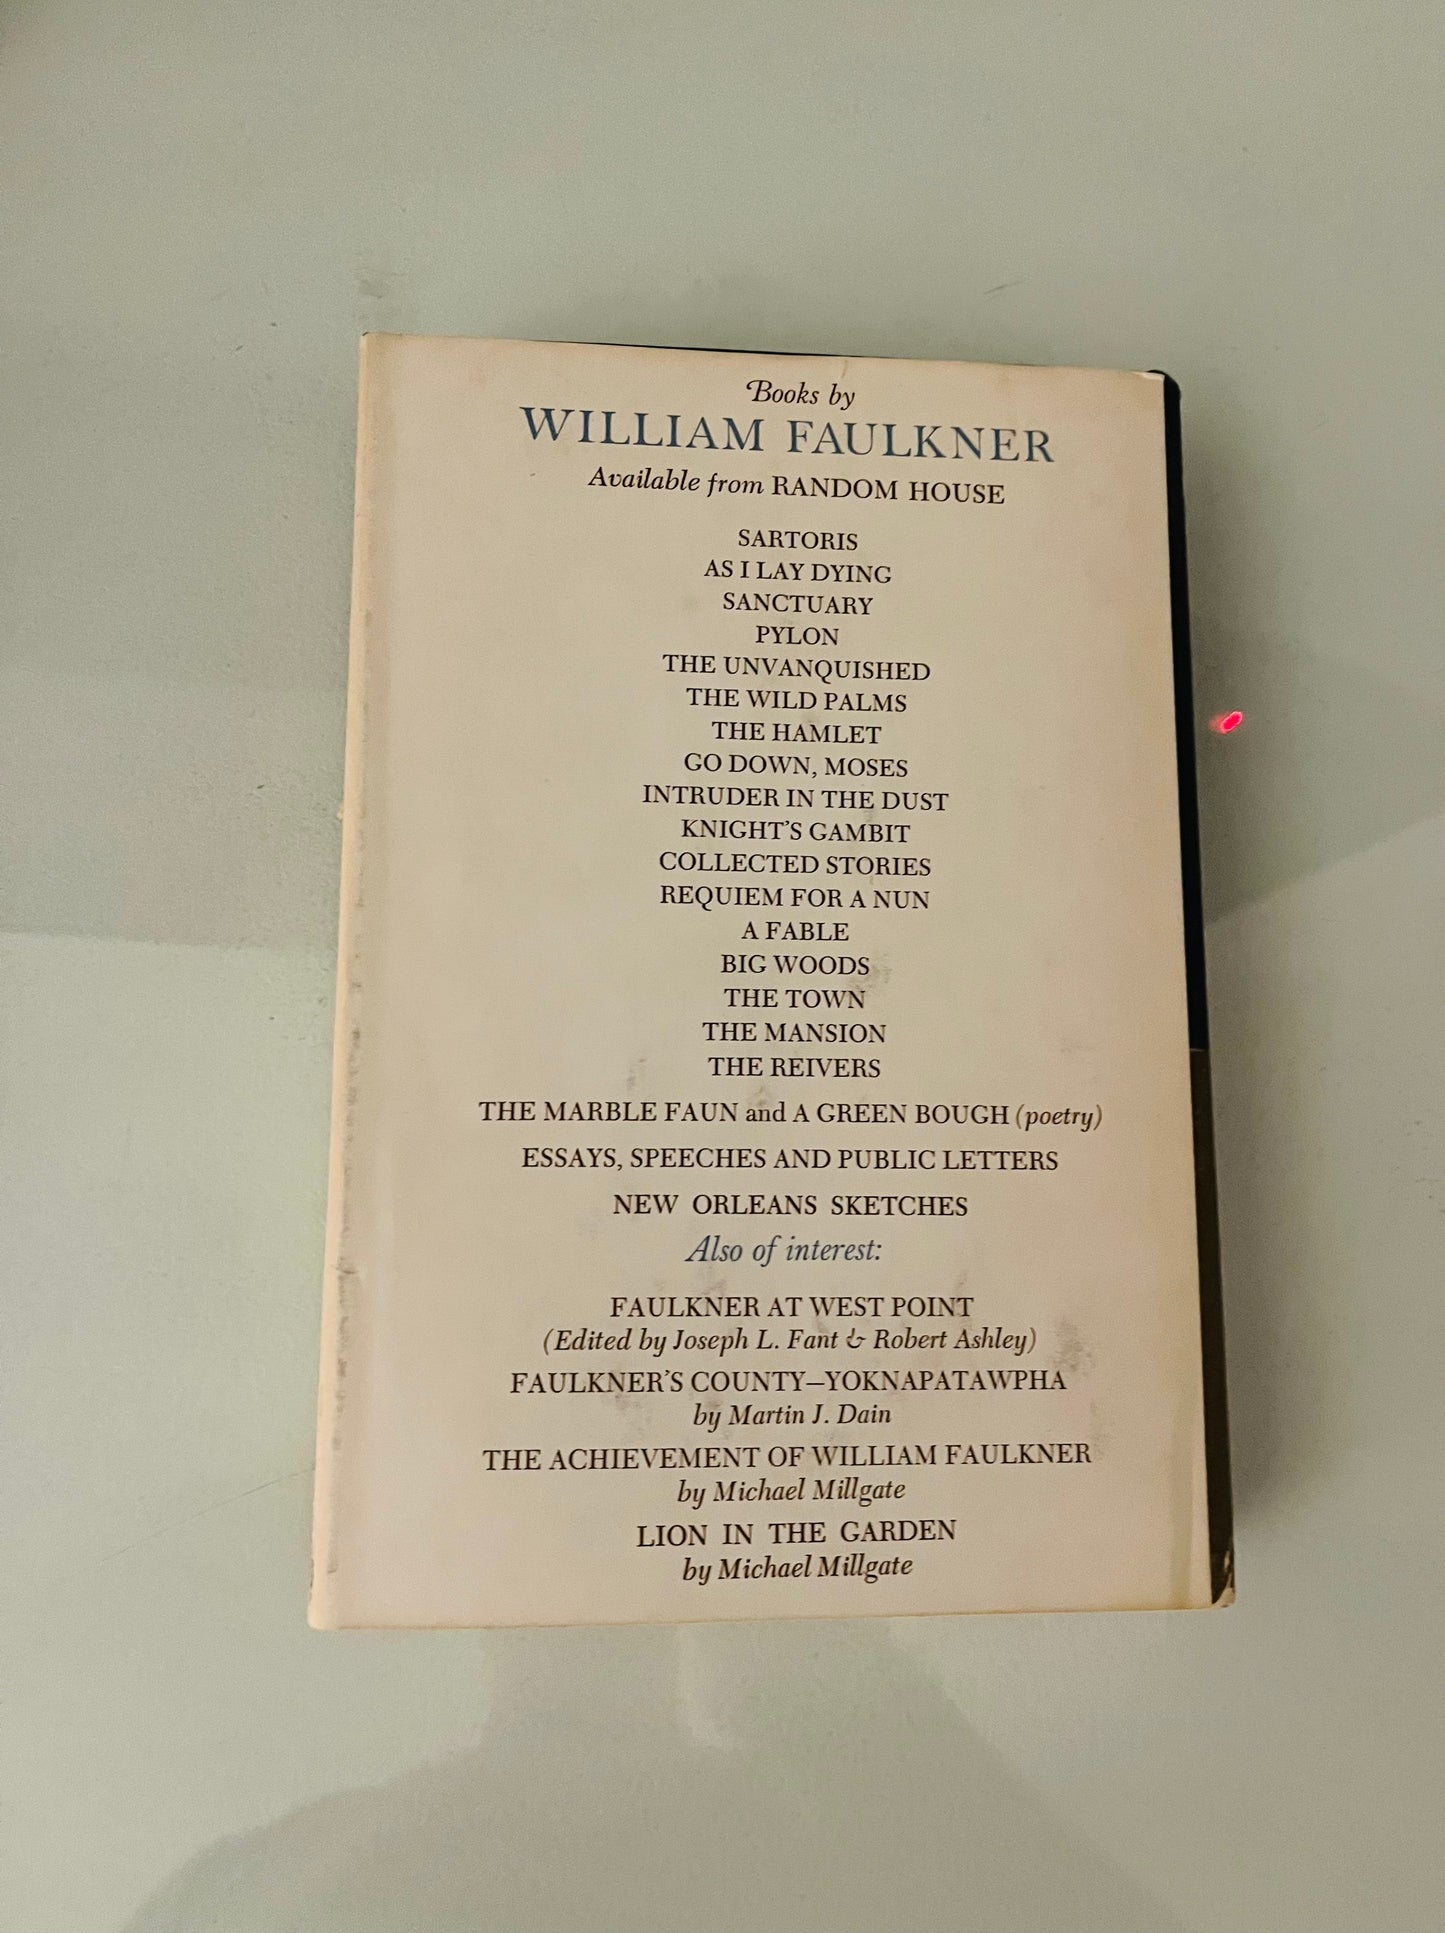 Books by
WILLIAM FAULKNER
Available from RANDOM HOUSE
SARTORIS
AS I LAY DYING
SANCTUARY
PYLON
THE UNVANQUISHED
THE WILD PALMS
THE HAMLET
GO DOWN, MOSES
INTRUDER IN THE DUST
KNIGHT'S GAMBIT
COLLECTED STORIES
REQUIEM FOR A NUN
A FABLE
BIG WOODS
THE TOWN
THE MANSION
THE REIVERS
THE MARBLE FAUN and A GREEN BOUGH (poetry)
ESSAYS, SPEECHES AND PUBLIC LETTERS
NEW ORLEANS SKETCHES
Also of interest:
FAULKNER AT WEST POINT
(Edited by Joseph L. Fant & Robert Ashley)
FAULKNER'S COUNTY—YOKNAPATAWPHA
by Martin J. Dain
THE ACHIEVEMENT OF WILLIAM FAULKNER
by Michael Millgate
LION IN THE GARDEN
by Michael Millgate